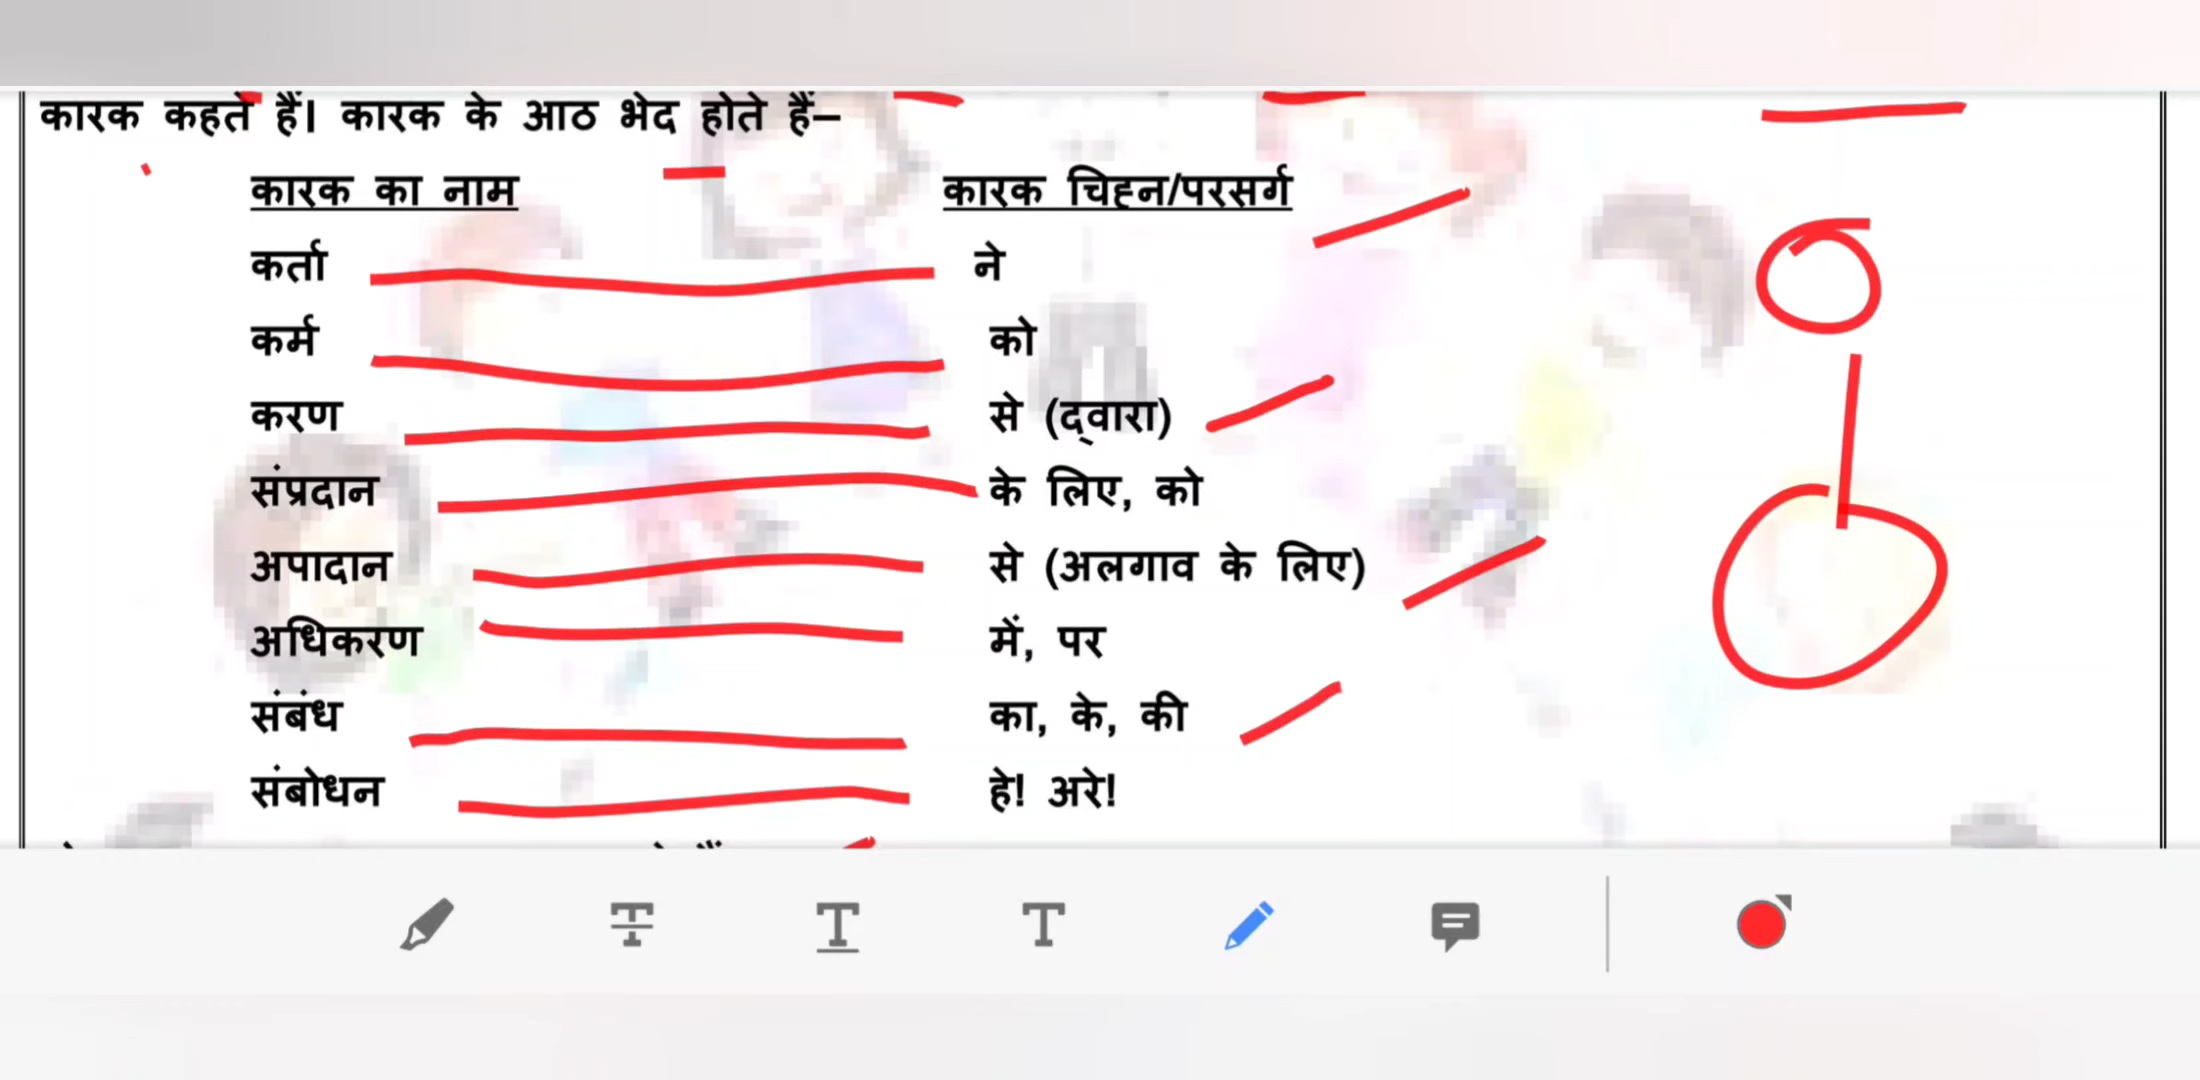 कारक कहते हैं। कारक के आठ भेद होते हैं–
कारक का नाम कारक चिह्न/परसर्ग
कर्ता ने
कर्म को
करण से (द्वारा)
संप्रदान के लिए, को
अपादान से (अलगाव के लिए)
अधिकरण में, पर
संबंध का, के, की
संबोधन हे! अरे!